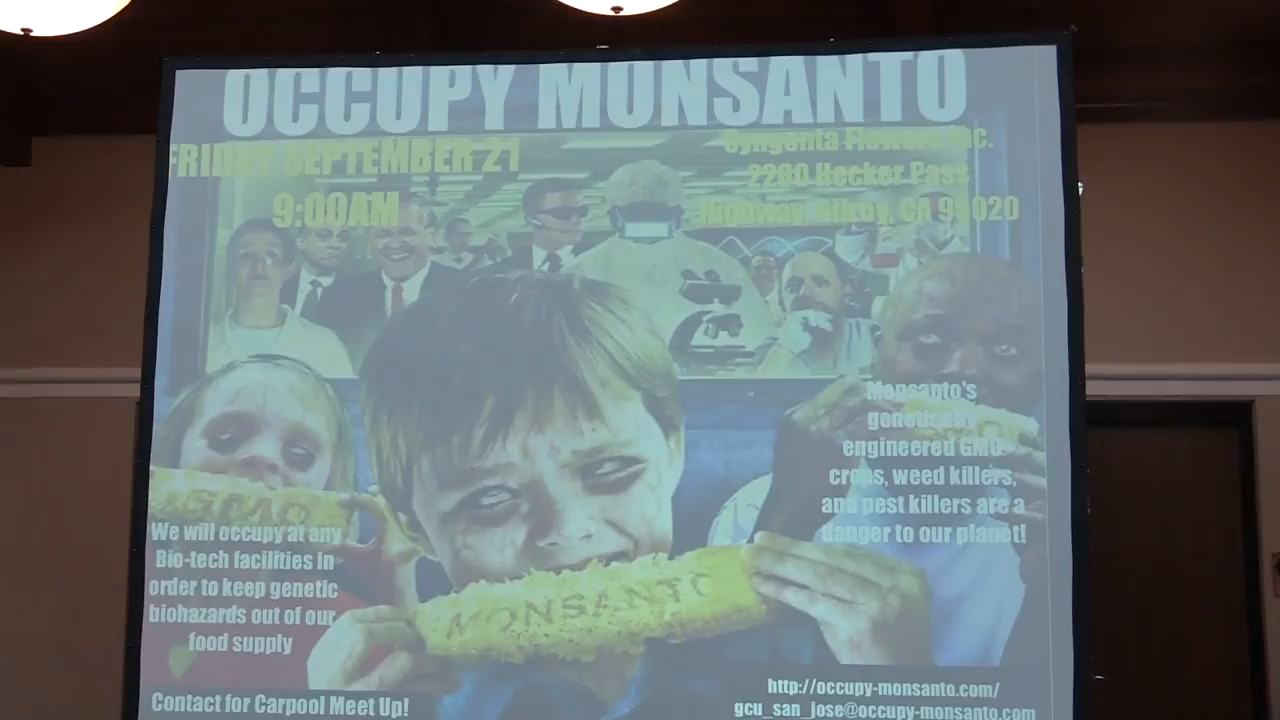 OCCUPY MONSANTO
FRIDAY SEPTEMBER 21
9:00AM
Syngenta Flowers Inc.
2280 Hecker Pass
Highway, Gilroy, CA 95020
Monsanto's
genetically
engineered GMO
crops, weed killers,
and pest killers are a
danger to our planet!
GMO
MONSANTO
We will occupy at any
Bio-tech facilities in
order to keep genetic
biohazards out of our
food supply
Contact for Carpool Meet Up!
http://occupy-monsanto.com/
gcu_san_jose@occupy-monsanto.com